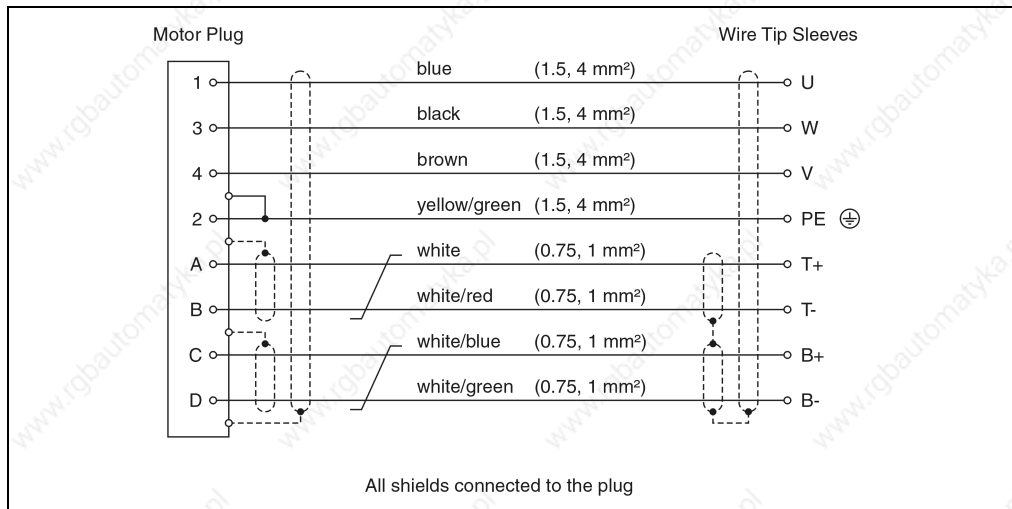 Motor Plug Wire Tip Sleeves
1 blue (1.5, 4 mm²) U
3 black (1.5, 4 mm²) W
4 brown (1.5, 4 mm²) V
2 yellow/green (1.5, 4 mm²) PE
A white (0.75, 1 mm²) T+
B white/red (0.75, 1 mm²) T-
C white/blue (0.75, 1 mm²) B+
D white/green (0.75, 1 mm²) B-
All shields connected to the plug
www.rgbautomatyka.pl